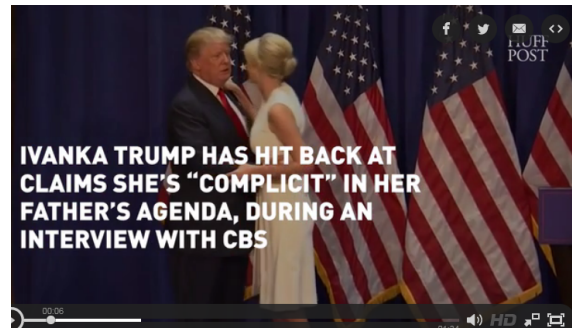 HUFF
POST
IVANKA TRUMP HAS HIT BACK AT
CLAIMS SHE'S “COMPLICIT” IN HER
FATHER'S AGENDA, DURING AN
INTERVIEW WITH CBS
00:06
HD